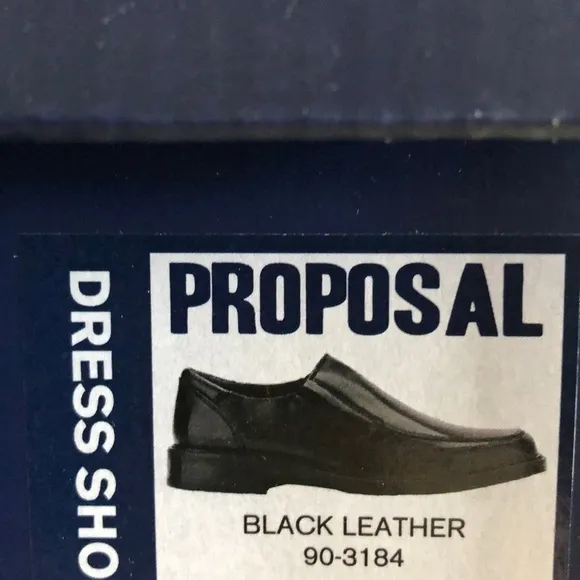 PROPOSAL
DRESS SHO
BLACK LEATHER
90-3184